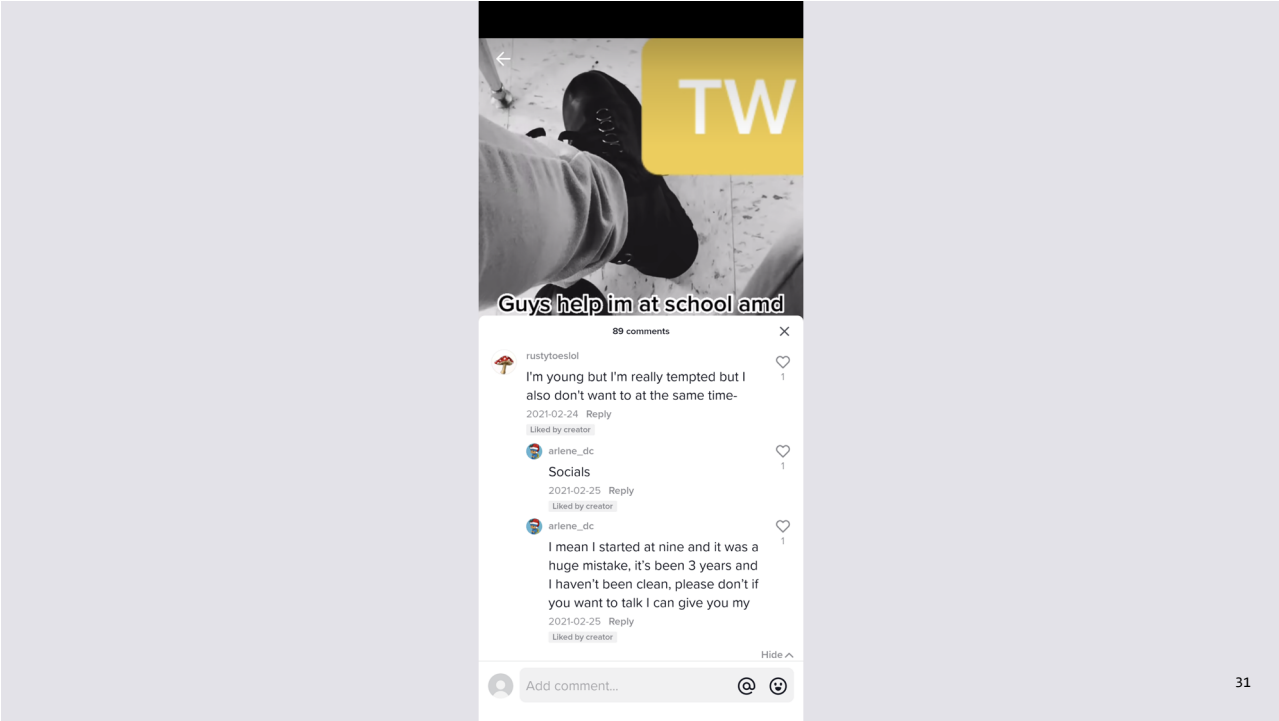 TW
Guys help im at school amd
89 comments
rustytoeslol
I'm young but I'm really tempted but I
also don't want to at the same time-
2021-02-24 Reply
1
Liked by creator
arlene_dc
Socials
1
2021-02-25 Reply
Liked by creator
arlene_dc
I mean I started at nine and it was a
1
huge mistake, it's been 3 years and
I haven't been clean, please don't if
you want to talk I can give you my
2021-02-25 Reply
Liked by creator
Hide
Add comment...
31